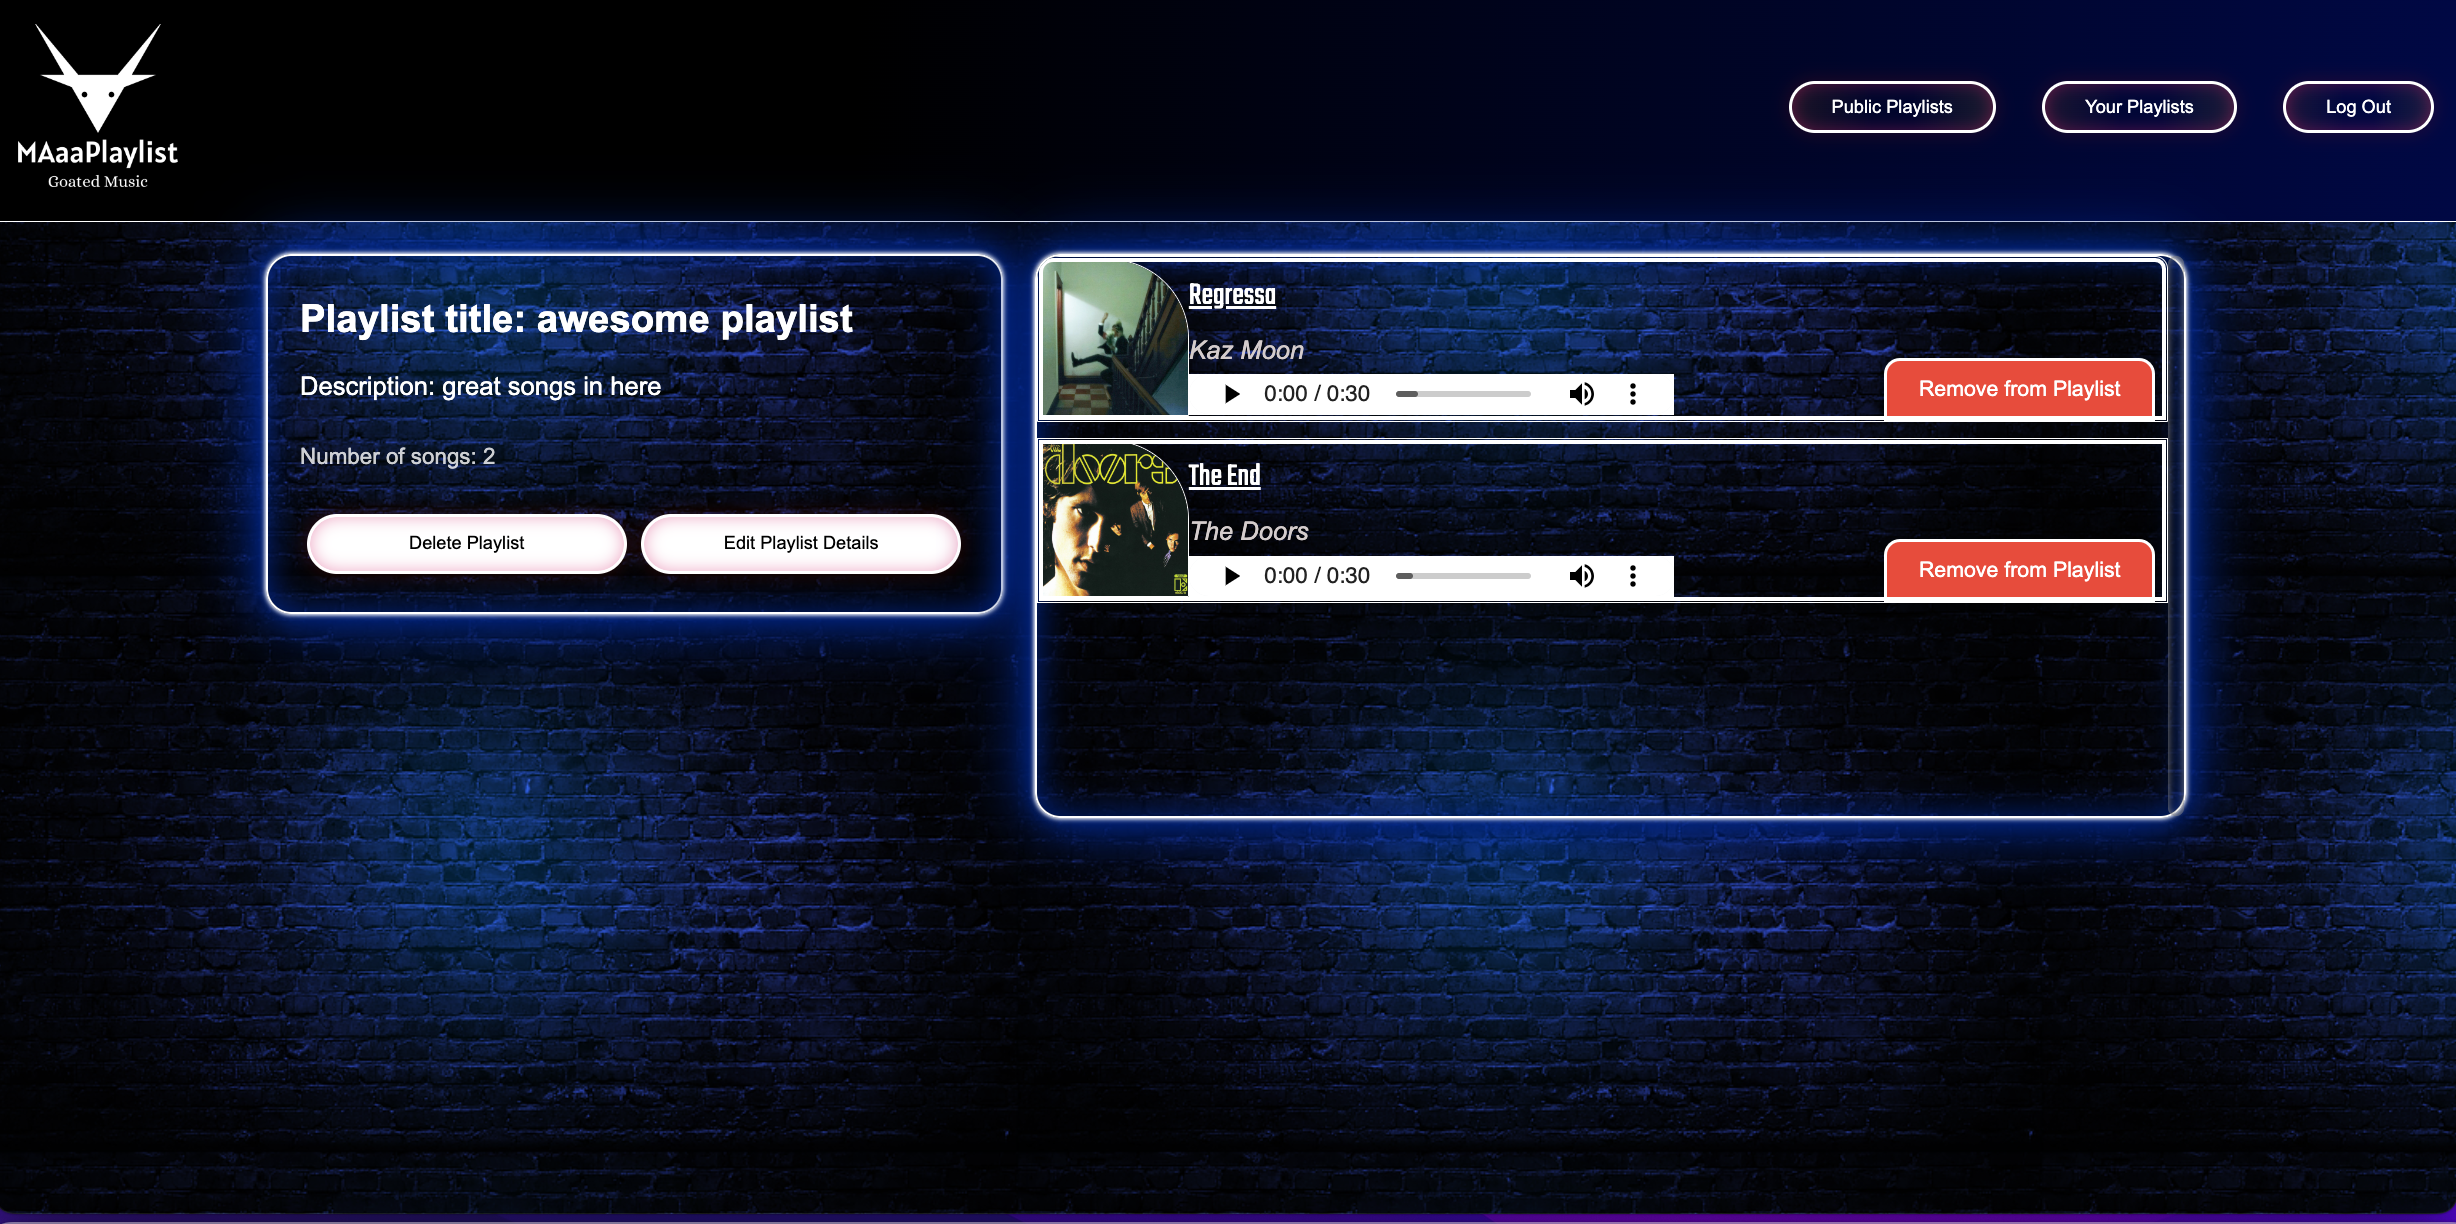 MAaaPlaylist
Goated Music
Public Playlists
Your Playlists
Log Out
Playlist title: awesome playlist
Description: great songs in here
Number of songs: 2
Delete Playlist
Edit Playlist Details
Regressa
Kaz Moon
0:00 / 0:30
Remove from Playlist
doors
The End
The Doors
0:00 / 0:30
Remove from Playlist